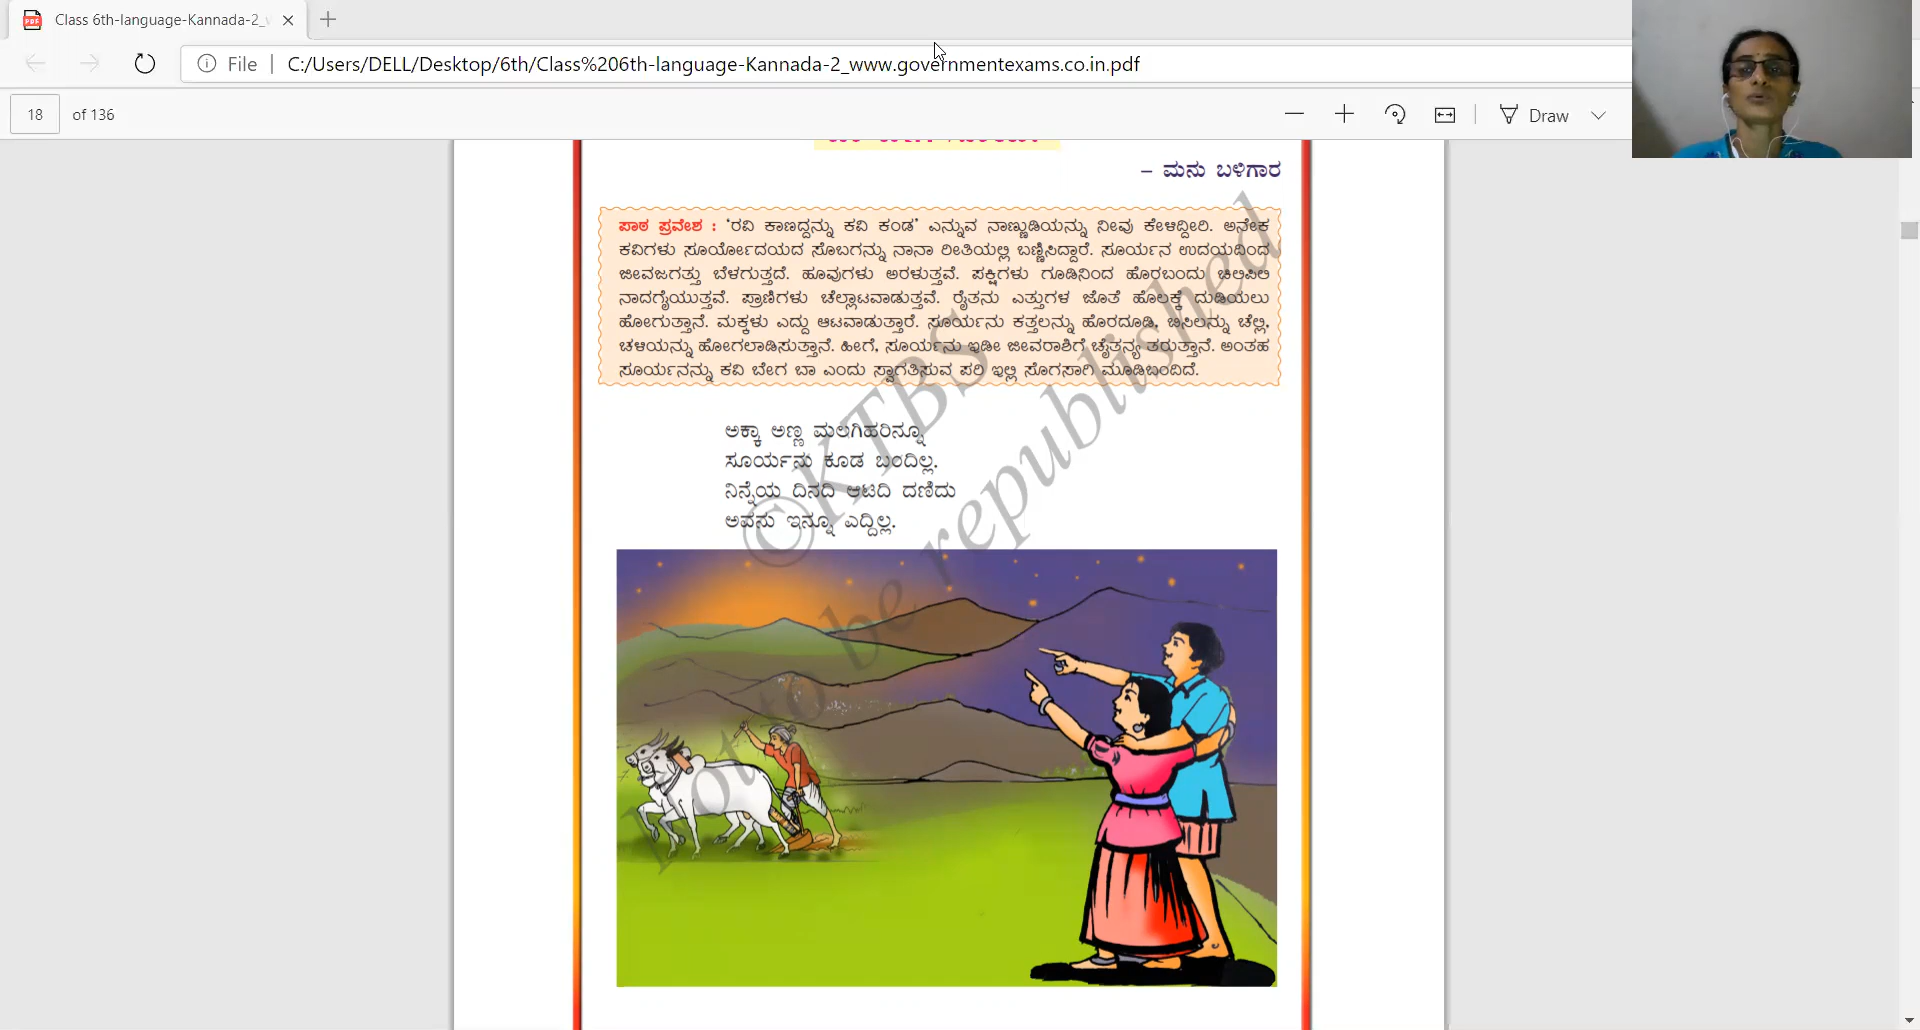 Class 6th-language-Kannada-2_
File
C:/Users/DELL/Desktop/6th/Class%206th-language-Kannada-2_www.governmentexams.co.in.pdf
18 of 136
Draw
– ಮನು ಬಳಿಗಾರ
ಪಾಠ ಪ್ರವೇಶ : ‘ರವಿ ಕಾಣದ್ದನ್ನು ಕವಿ ಕಂಡ’ ಎನ್ನುವ ನಾಣ್ಣುಡಿಯನ್ನು ನೀವು ಕೇಳಿದ್ದೀರಿ. ಅನೇಕ
ಕವಿಗಳು ಸೂರ್ಯೋದಯದ ಸೊಬಗನ್ನು ನಾನಾ ರೀತಿಯಲ್ಲಿ ಬಣ್ಣಿಸಿದ್ದಾರೆ. ಸೂರ್ಯನ ಉದಯದಿಂದ
ಜೀವಜಗತ್ತು ಬೆಳಗುತ್ತದೆ. ಹೂವುಗಳು ಅರಳುತ್ತವೆ. ಪಕ್ಷಿಗಳು ಗೂಡಿನಿಂದ ಹೊರಬಂದು ಚಿಲಿಪಿಲಿ
ನಾದಗೈಯುತ್ತವೆ. ಪ್ರಾಣಿಗಳು ಚೆಲ್ಲಾಟವಾಡುತ್ತವೆ. ರೈತನು ಎತ್ತುಗಳ ಜೊತೆ ಹೊಲಕ್ಕೆ ದುಡಿಯಲು
ಹೋಗುತ್ತಾನೆ. ಮಕ್ಕಳು ಎದ್ದು ಆಟವಾಡುತ್ತಾರೆ. ಸೂರ್ಯನು ಕತ್ತಲನ್ನು ಹೊರದೂಡಿ, ಬಿಸಿಲನ್ನು ಚೆಲ್ಲಿ,
ಚಳಿಯನ್ನು ಹೋಗಲಾಡಿಸುತ್ತಾನೆ. ಹೀಗೆ, ಸೂರ್ಯನು ಇಡೀ ಜೀವರಾಶಿಗೆ ಚೈತನ್ಯ ತರುತ್ತಾನೆ. ಅಂತಹ
ಸೂರ್ಯನನ್ನು ಕವಿ ಬೇಗ ಬಾ ಎಂದು ಸ್ವಾಗತಿಸುವ ಪರಿ ಇಲ್ಲಿ ಸೊಗಸಾಗಿ ಮೂಡಿಬಂದಿದೆ.
ಅಕ್ಕಾ ಅಣ್ಣ ಮಲಗಿಹರಿನ್ನೂ
ಸೂರ್ಯನು ಕೂಡ ಬಂದಿಲ್ಲ.
ನಿನ್ನೆಯ ದಿನದಿ ಆಟದಿ ದಣಿದು
ಅವನು ಇನ್ನೂ ಎದ್ದಿಲ್ಲ.
©KTBS
Not to be republished